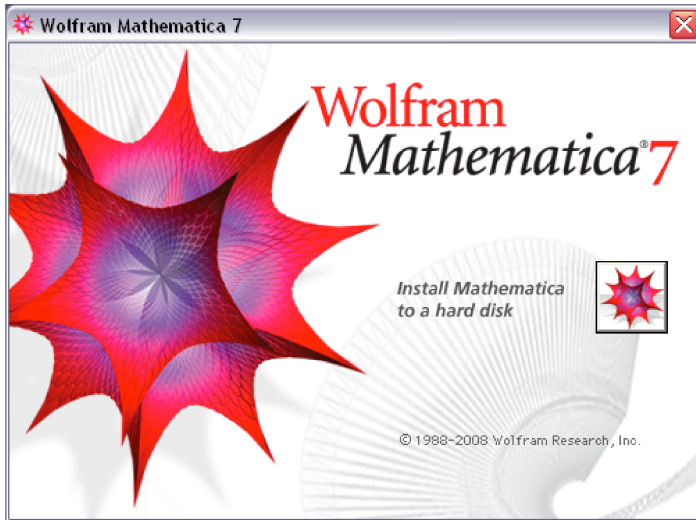 Wolfram Mathematica 7
Wolfram
Mathematica®7
Install Mathematica
to a hard disk
© 1988-2008 Wolfram Research, Inc.